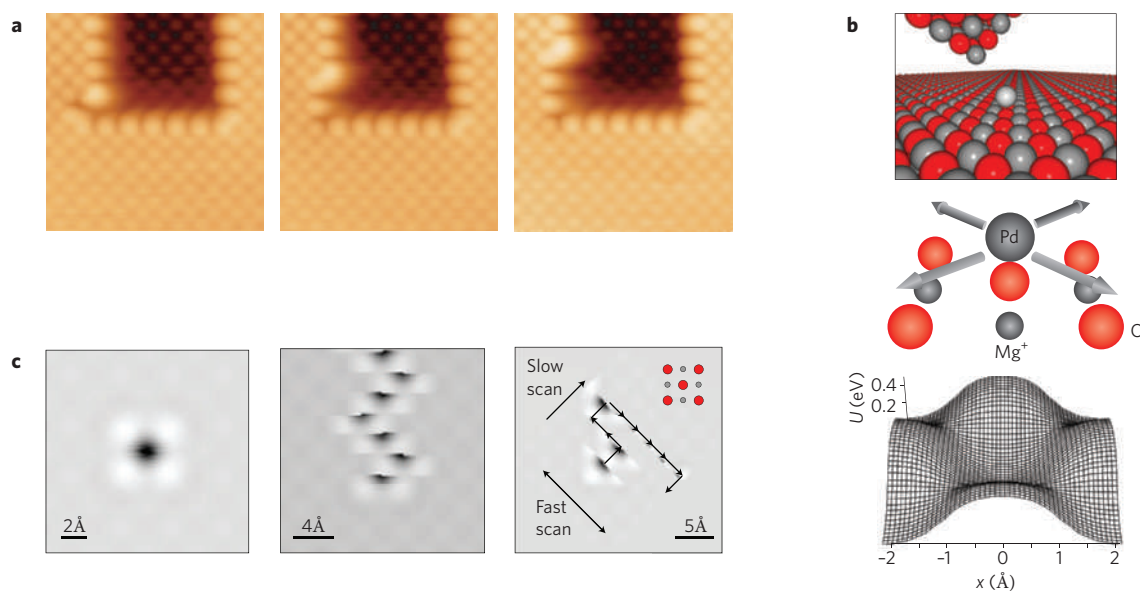 a
b
Pd
O
Mg+
c
Slow
scan
Fast
scan
2Å
4Å
5Å
U (eV)
0.4
0.2
–2 –1 0 1 2
x (Å)